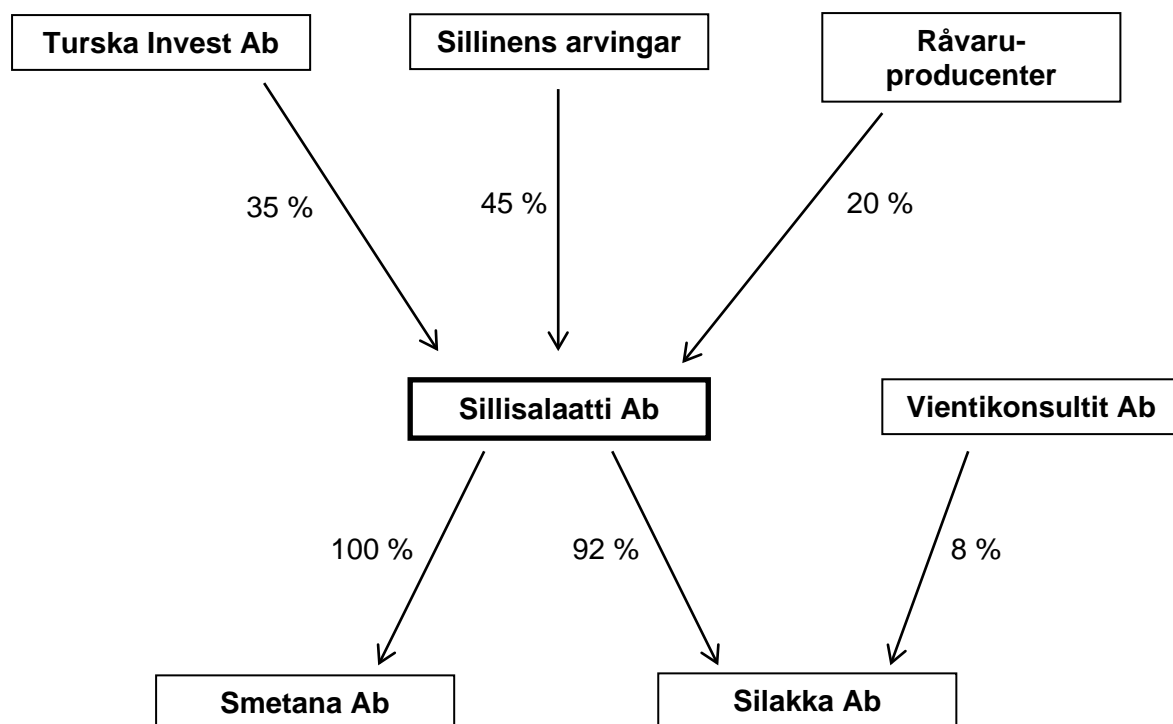 Turska Invest Ab
Sillinens arvingar
Råvaru-
producenter
35 %
45 %
20 %
Sillisalaatti Ab
Vientikonsultit Ab
100 %
92 %
8 %
Smetana Ab
Silakka Ab